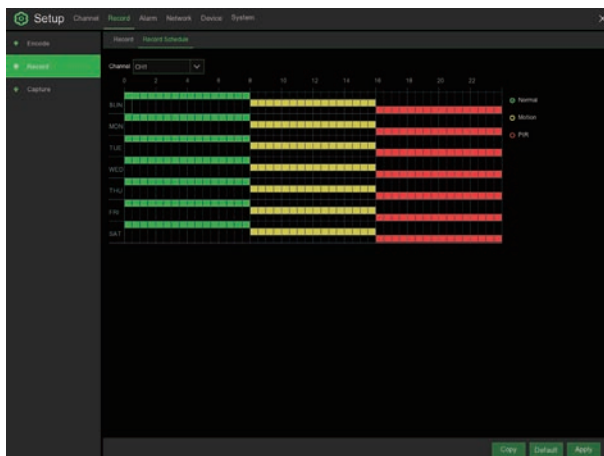 Setup Channel Record Alarm Network Device System
Encode
Record
Capture
Record Record Schedule
Channel CH1
0 2 4 6 8 10 12 14 16 18 20 22
SUN
MON
TUE
WED
THU
FRI
SAT
Normal
Motion
PIR
Copy Default Apply